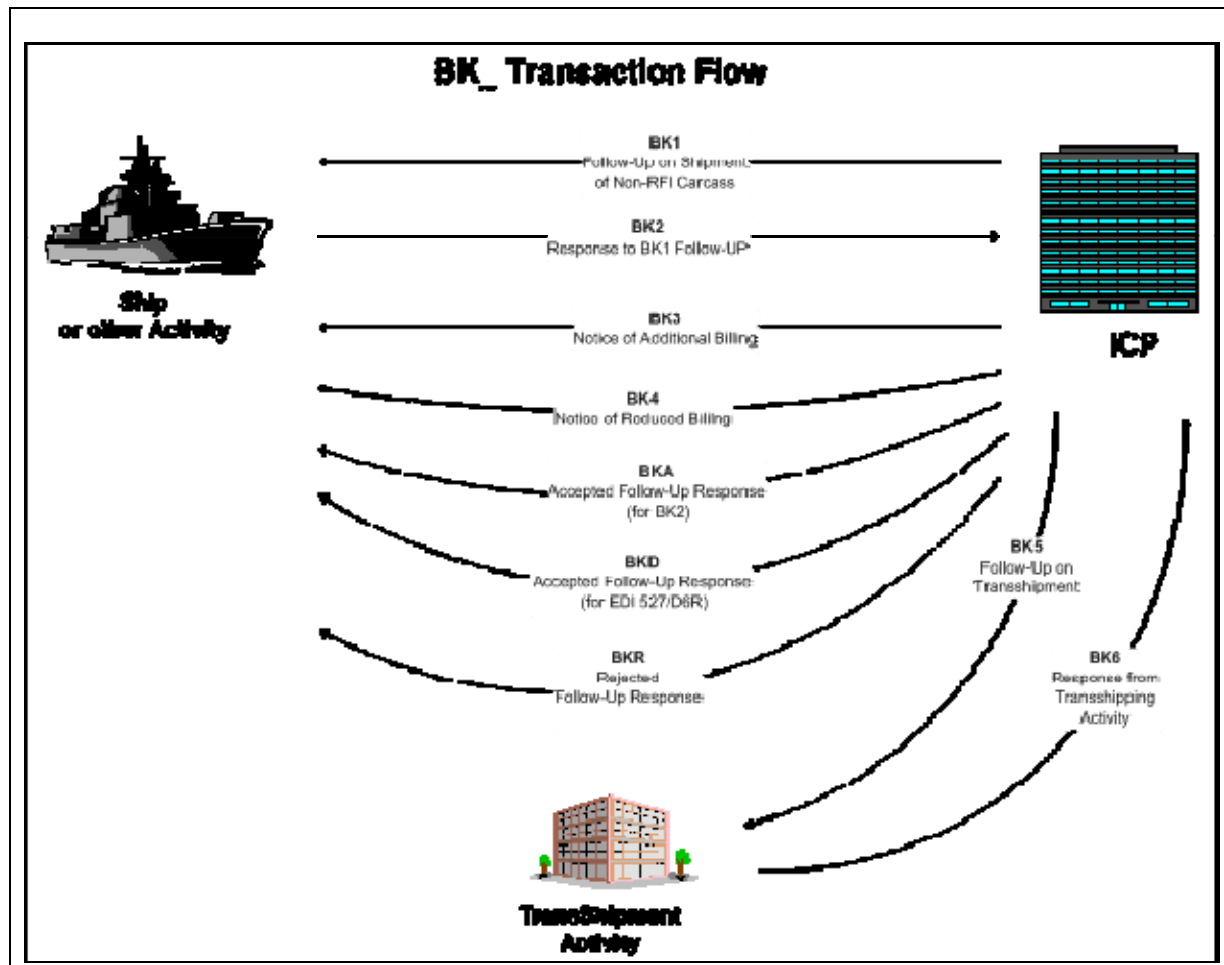 BK_ Transaction Flow
BK1
Follow-Up on Shipment
of Non-RFI Carcass
BK2
Response to BK1 Follow-UP
Ship
or other Activity
BK3
Notice of Additional Billing
ICP
BK4
Notice of Reduced Billing
BKA
Accepted Follow-Up Response
(for BK2)
BKD
Accepted Follow-Up Response
(for EDI 527/D6R)
BK5
Follow-Up on
Transshipment
BKR
Rejected
Follow-Up Response
BK6
Response from
Transshipping
Activity
TransShipment
Activity